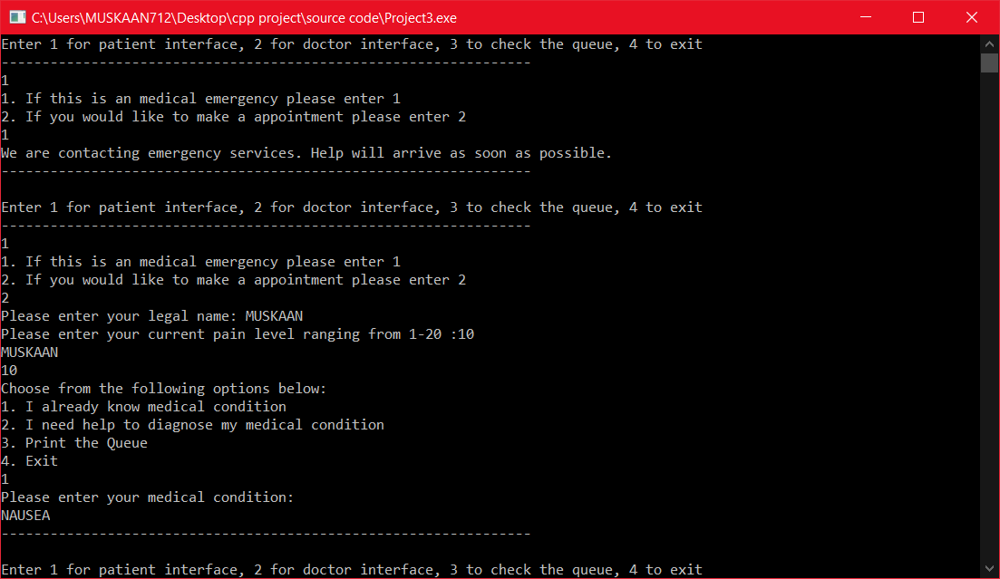 C:\Users\MUSKAAN712\Desktop\cpp project\source code\Project3.exe
Enter 1 for patient interface, 2 for doctor interface, 3 to check the queue, 4 to exit
-----------------------------------------------------------------
1
1. If this is an medical emergency please enter 1
2. If you would like to make a appointment please enter 2
1
We are contacting emergency services. Help will arrive as soon as possible.
-----------------------------------------------------------------
Enter 1 for patient interface, 2 for doctor interface, 3 to check the queue, 4 to exit
-----------------------------------------------------------------
1
1. If this is an medical emergency please enter 1
2. If you would like to make a appointment please enter 2
2
Please enter your legal name: MUSKAAN
Please enter your current pain level ranging from 1-20 :10
MUSKAAN
10
Choose from the following options below:
1. I already know medical condition
2. I need help to diagnose my medical condition
3. Print the Queue
4. Exit
1
Please enter your medical condition:
NAUSEA
-----------------------------------------------------------------
Enter 1 for patient interface, 2 for doctor interface, 3 to check the queue, 4 to exit